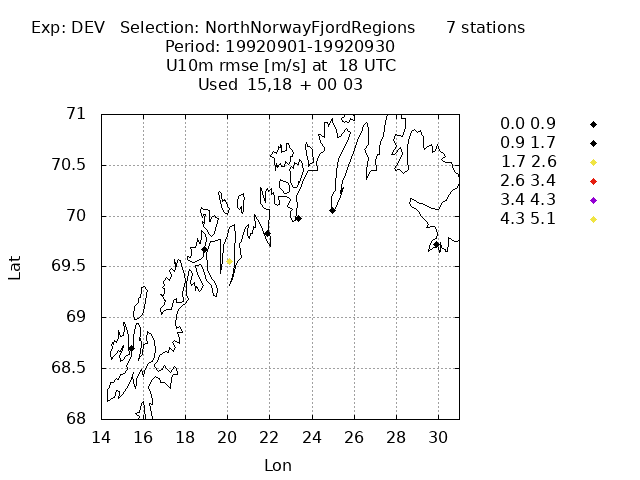 Exp: DEV   Selection: NorthNorwayFjordRegions      7 stations
Period: 19920901-19920930
U10m rmse [m/s] at  18 UTC
Used  15,18 + 00 03
71
70.5
70
69.5
69
68.5
68
14 16 18 20 22 24 26 28 30
Lat
Lon
0.0 0.9
0.9 1.7
1.7 2.6
2.6 3.4
3.4 4.3
4.3 5.1